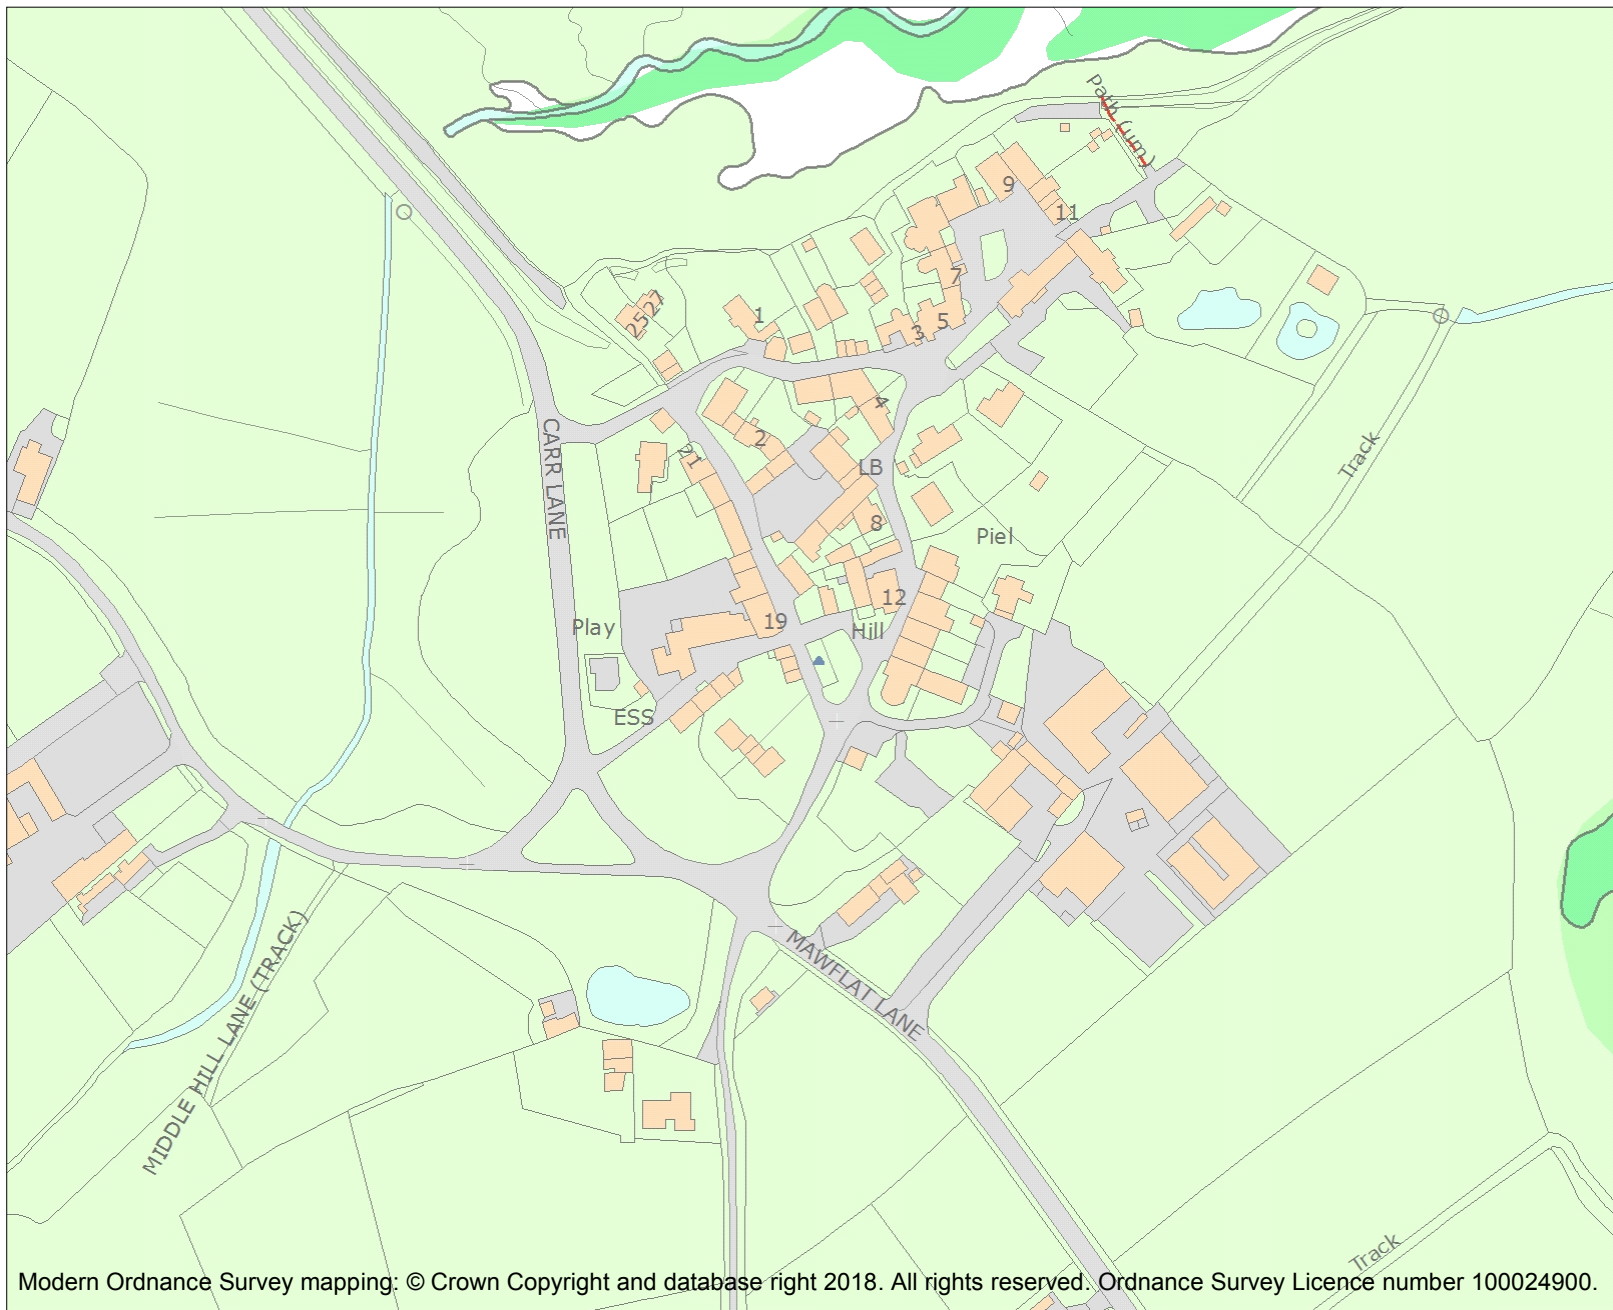 Path (um)
9
11
7
2527
1
5
3
4
CARR LANE
2
21
LB
Track
8
Piel
12
19
Play
Hill
ESS
MAWFLAT LANE
MIDDLE HILL LANE (TRACK)
Track
Modern Ordnance Survey mapping: © Crown Copyright and database right 2018. All rights reserved. Ordnance Survey Licence number 100024900.